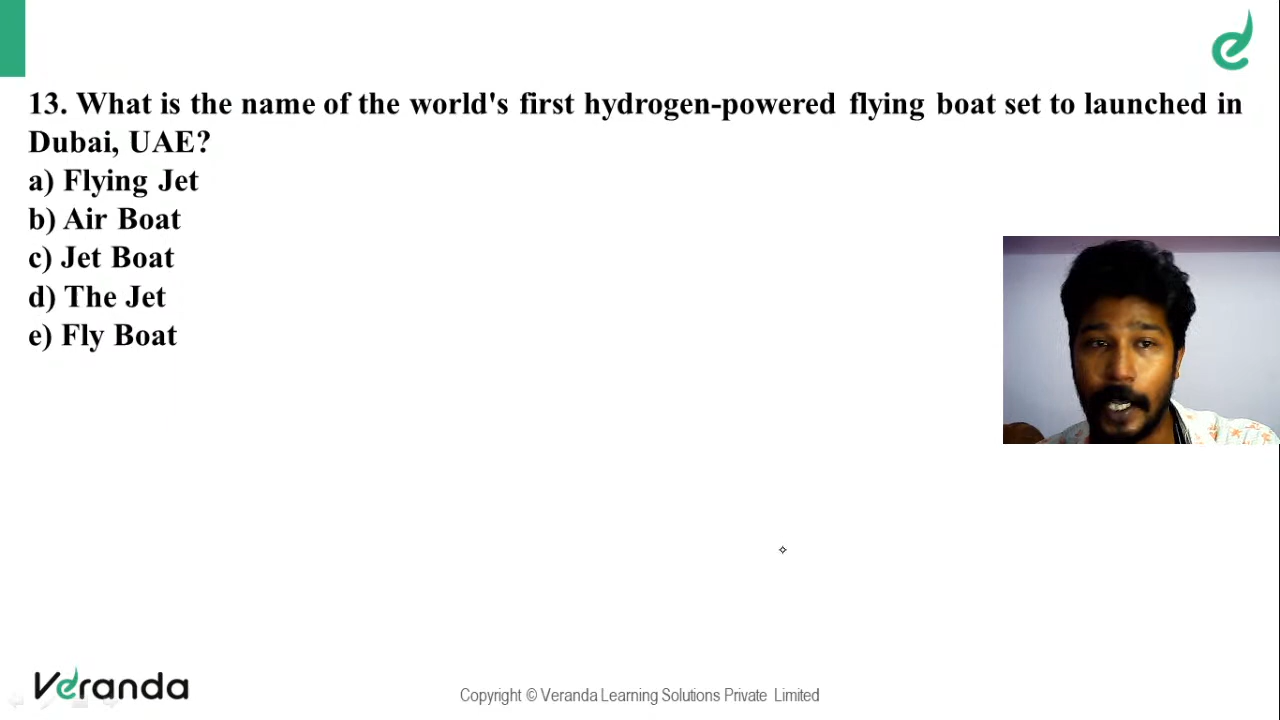 13. What is the name of the world's first hydrogen-powered flying boat set to launched in
Dubai, UAE?
a) Flying Jet
b) Air Boat
c) Jet Boat
d) The Jet
e) Fly Boat
Veranda
Copyright © Veranda Learning Solutions Private Limited